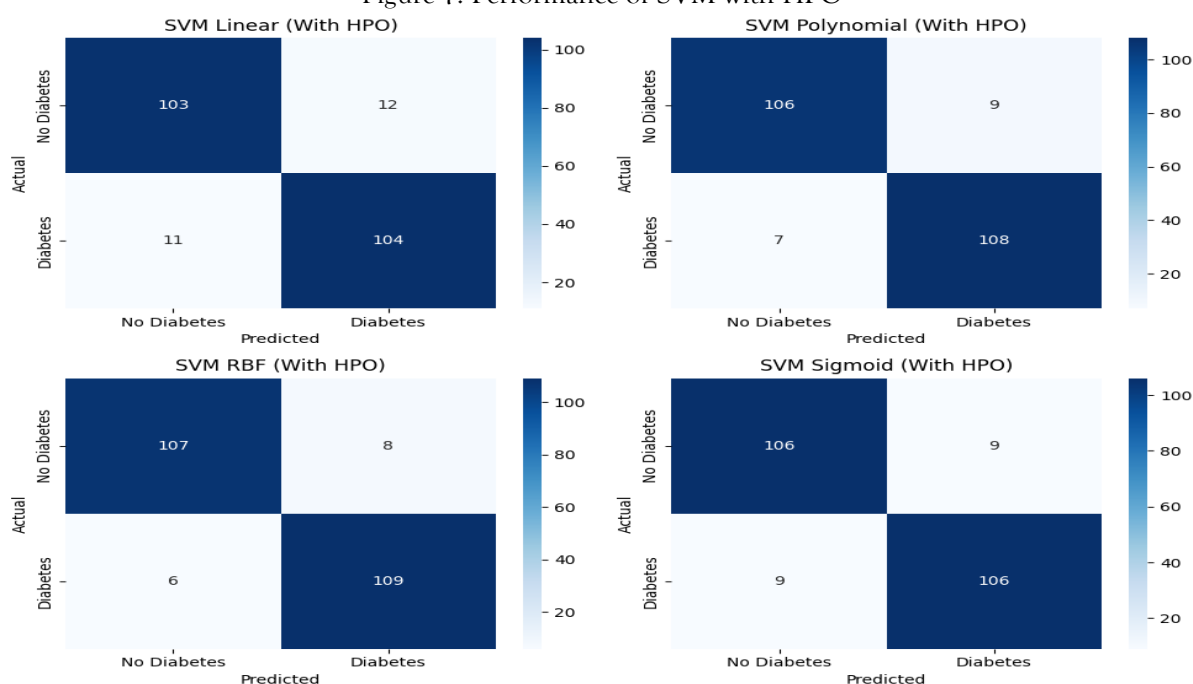 SVM Linear (With HPO)
100
80
60
40
20
No Diabetes
Diabetes
Actual
103
12
11
104
No Diabetes
Diabetes
Predicted
SVM Polynomial (With HPO)
100
80
60
40
20
No Diabetes
Diabetes
Actual
106
9
7
108
No Diabetes
Diabetes
Predicted
SVM RBF (With HPO)
100
80
60
40
20
No Diabetes
Diabetes
Actual
107
8
6
109
No Diabetes
Diabetes
Predicted
SVM Sigmoid (With HPO)
100
80
60
40
20
No Diabetes
Diabetes
Actual
106
9
9
106
No Diabetes
Diabetes
Predicted